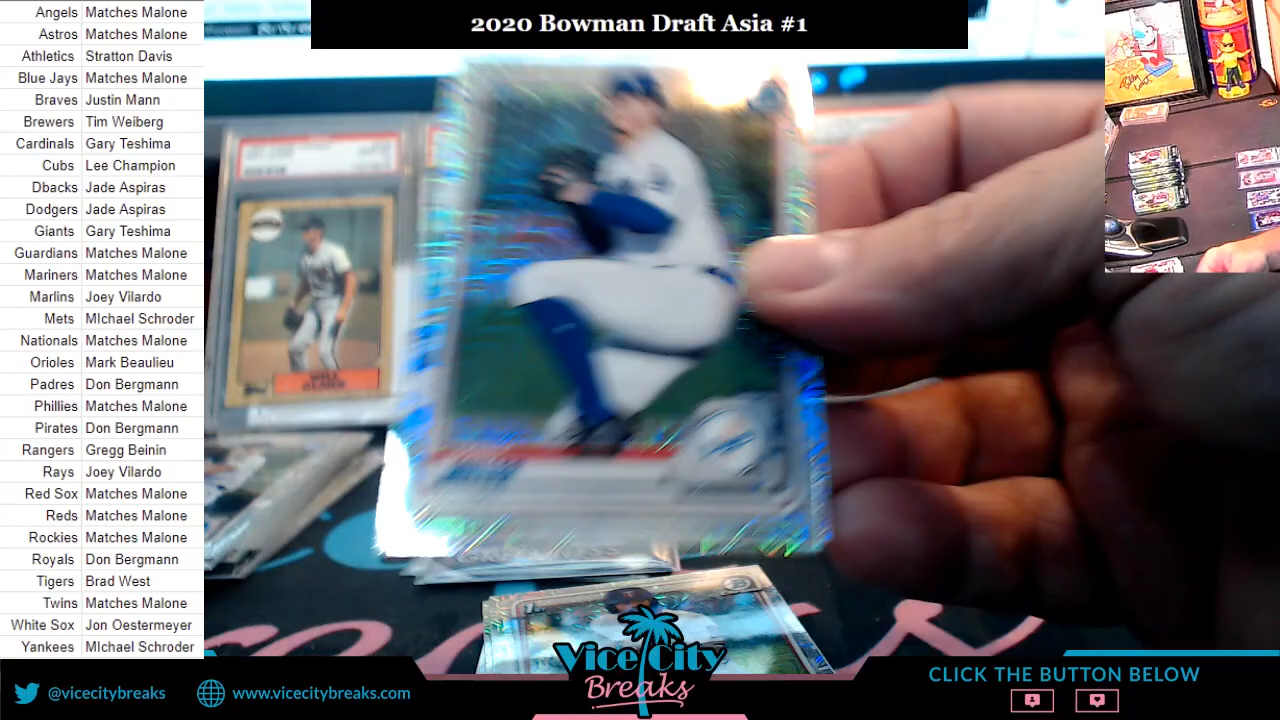 2020 Bowman Draft Asia #1
Angels Matches Malone
Astros Matches Malone
Athletics Stratton Davis
Blue Jays Matches Malone
Braves Justin Mann
Brewers Tim Weiberg
Cardinals Gary Teshima
Cubs Lee Champion
Dbacks Jade Aspiras
Dodgers Jade Aspiras
Giants Gary Teshima
Guardians Matches Malone
Mariners Matches Malone
Marlins Joey Vilardo
Mets MIchael Schroder
Nationals Matches Malone
Orioles Mark Beaulieu
Padres Don Bergmann
Phillies Matches Malone
Pirates Don Bergmann
Rangers Gregg Beinin
Rays Joey Vilardo
Red Sox Matches Malone
Reds Matches Malone
Rockies Matches Malone
Royals Don Bergmann
Tigers Brad West
Twins Matches Malone
White Sox Jon Oestermeyer
Yankees MIchael Schroder
Vice City
Breaks
@vicecitybreaks
www.vicecitybreaks.com
CLICK THE BUTTON BELOW